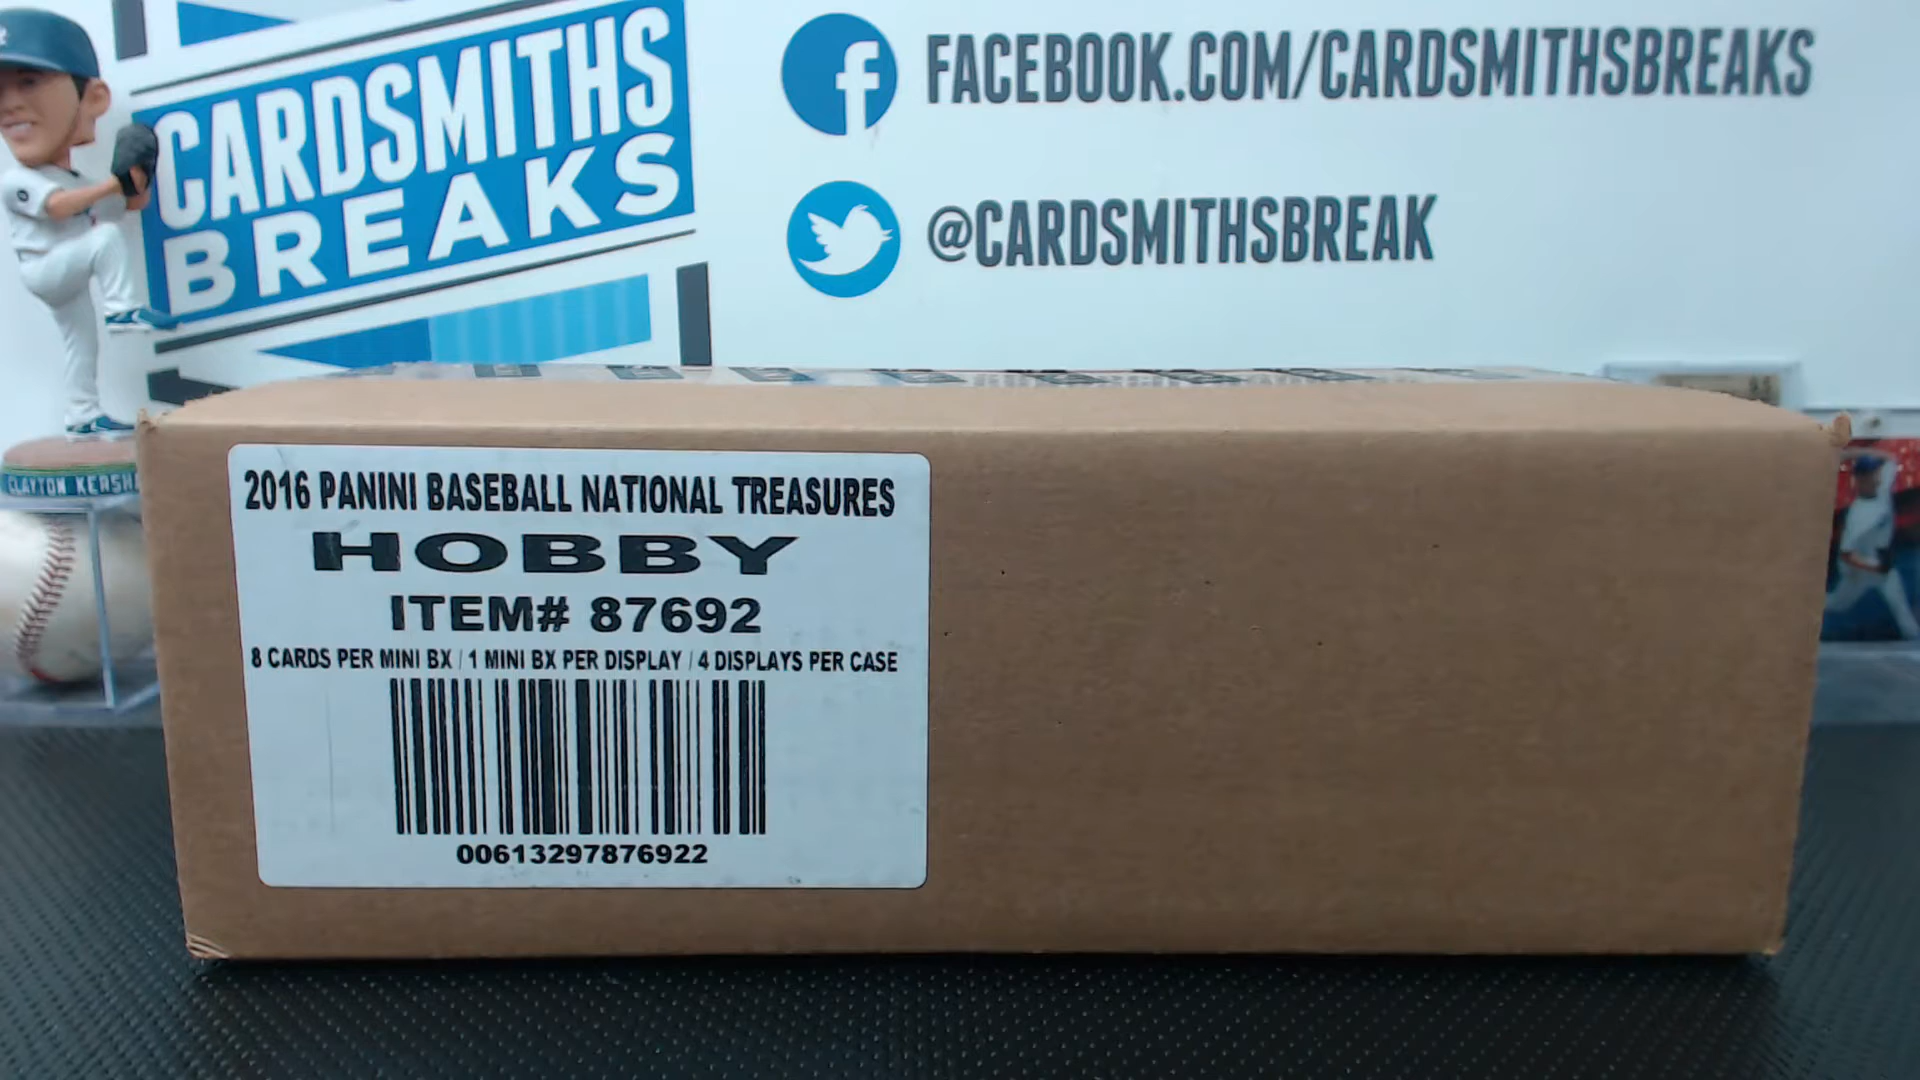 CARDSMITHS
BREAKS
FACEBOOK.COM/CARDSMITHSBREAKS
@CARDSMITHSBREAK
CLAYTON KERSH
2016 PANINI BASEBALL NATIONAL TREASURES
HOBBY
ITEM# 87692
8 CARDS PER MINI BX / 1 MINI BX PER DISPLAY / 4 DISPLAYS PER CASE
00613297876922